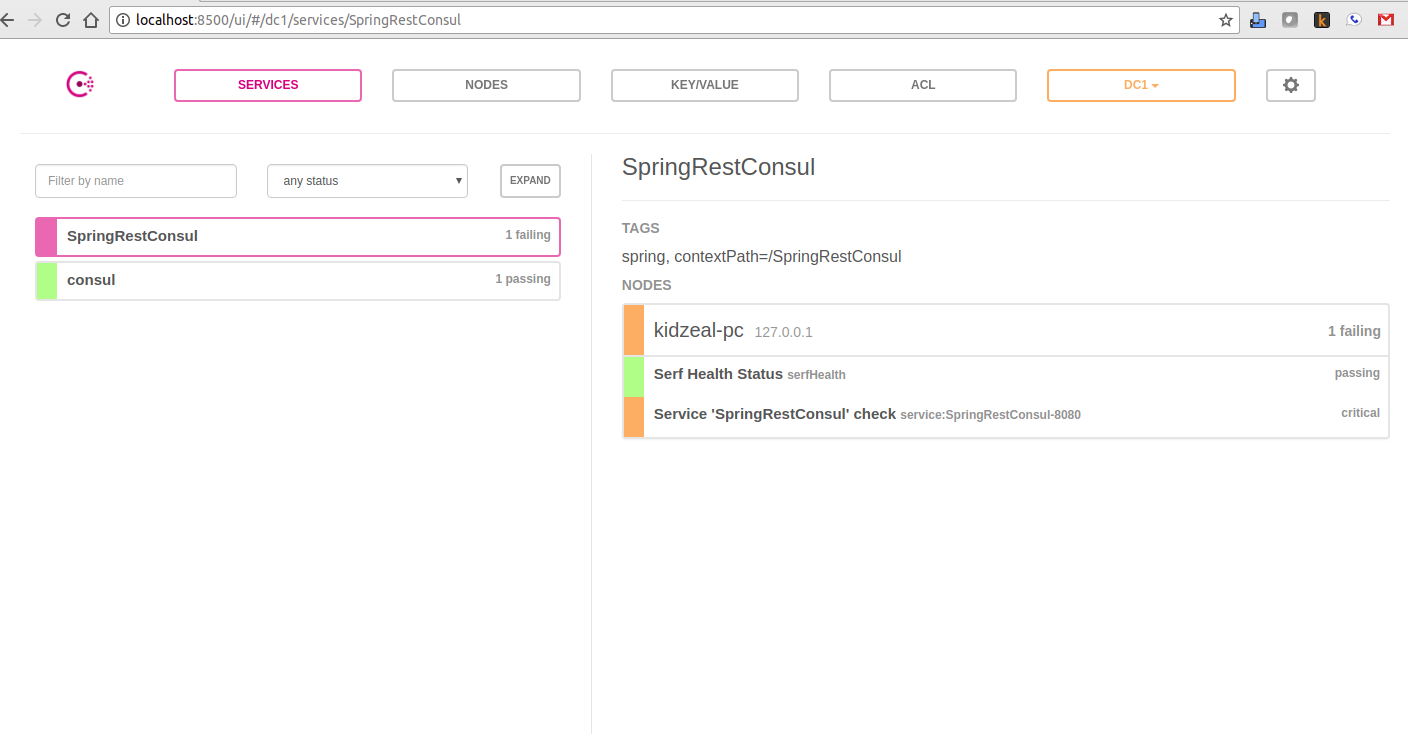 localhost:8500/ui/#/dc1/services/SpringRestConsul
SERVICES NODES KEY/VALUE ACL DC1
Filter by name any status EXPAND
SpringRestConsul 1 failing
consul 1 passing
SpringRestConsul
TAGS
spring, contextPath=/SpringRestConsul
NODES
kidzeal-pc 127.0.0.1 1 failing
Serf Health Status serfHealth passing
Service 'SpringRestConsul' check service:SpringRestConsul-8080 critical